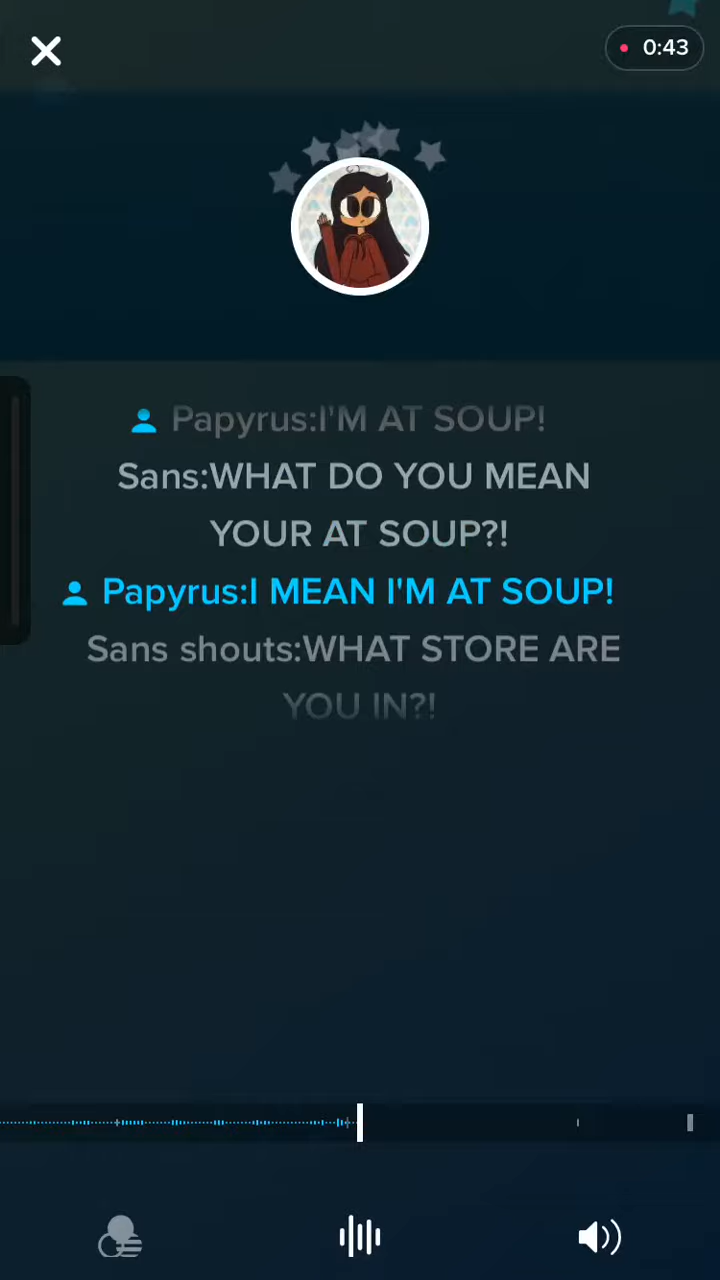 0:43
Papyrus:I'M AT SOUP!
Sans:WHAT DO YOU MEAN
YOUR AT SOUP?!
Papyrus:I MEAN I'M AT SOUP!
Sans shouts:WHAT STORE ARE
YOU IN?!